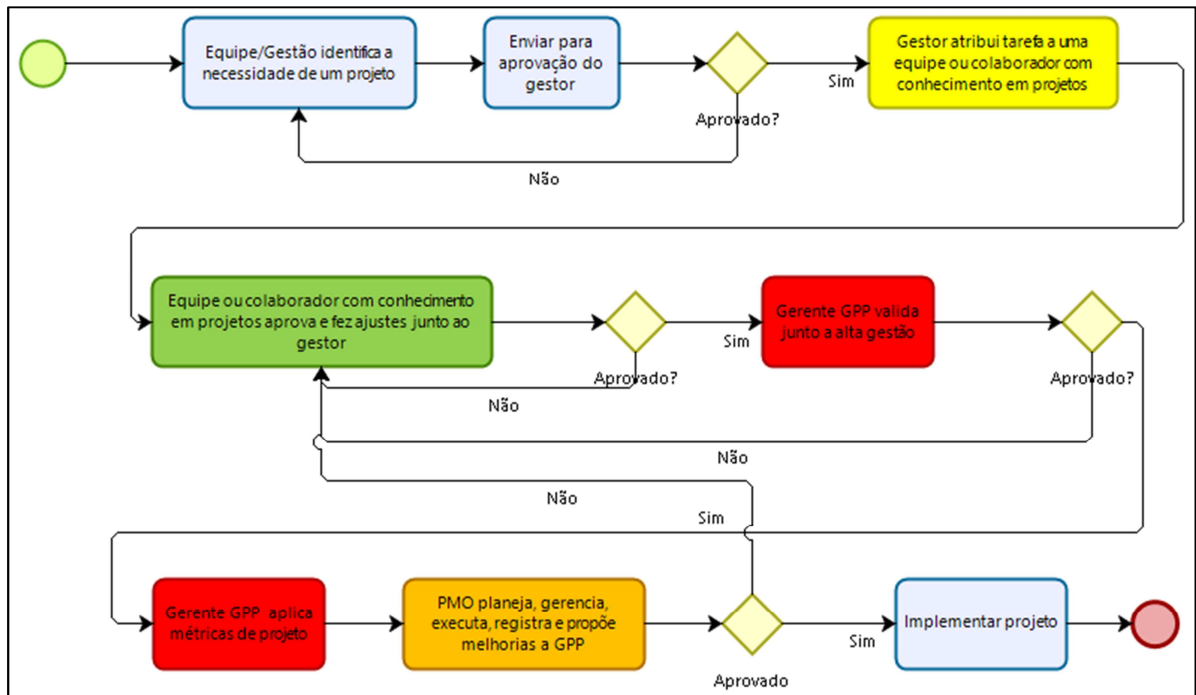 Equipe/Gestão identifica a
necessidade de um projeto
Enviar para
aprovação do
gestor
Aprovado?
Sim
Não
Gestor atribui tarefa a uma
equipe ou colaborador com
conhecimento em projetos
Equipe ou colaborador com conhecimento
em projetos aprova e fez ajustes junto ao
gestor
Aprovado?
Sim
Não
Gerente GPP valida
junto a alta gestão
Aprovado?
Não
Não
Sim
Gerente GPP aplica
métricas de projeto
PMO planeja, gerencia,
executa, registra e propõe
melhorias a GPP
Aprovado
Sim
Implementar projeto